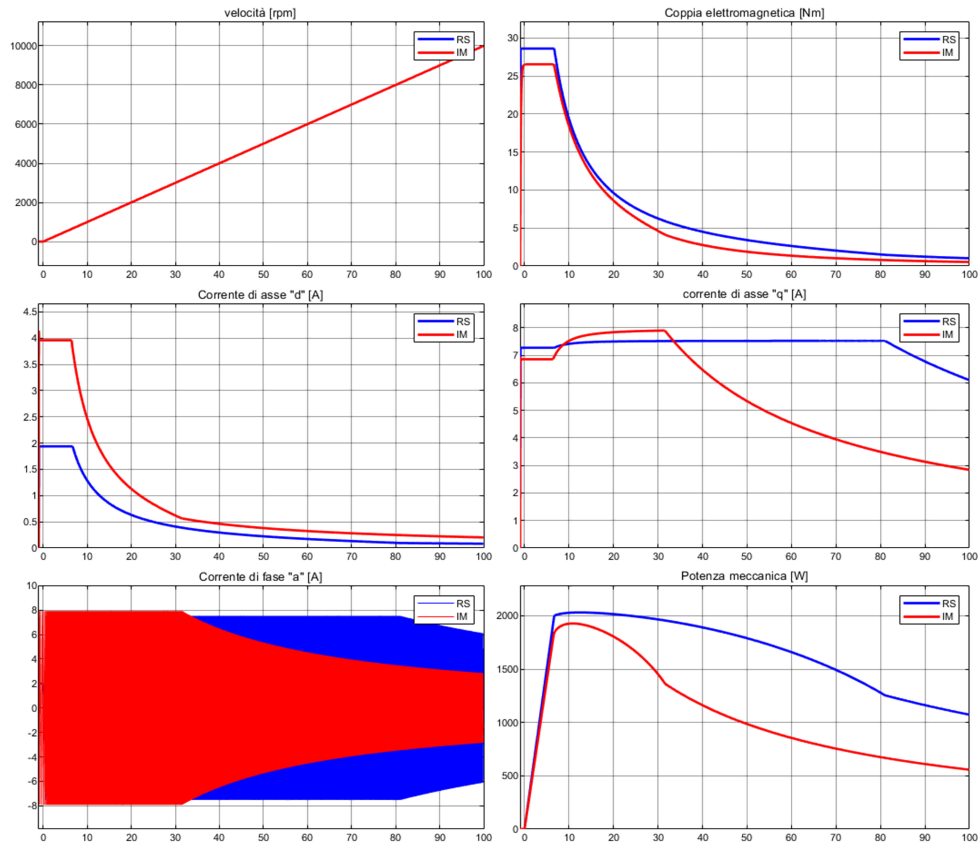 velocità [rpm]
10000
8000
6000
4000
2000
0
0 10 20 30 40 50 60 70 80 90 100
RS
IM
Coppia elettromagnetica [Nm]
30
25
20
15
10
5
0
0 10 20 30 40 50 60 70 80 90 100
RS
IM
Corrente di asse "d" [A]
4.5
4
3.5
3
2.5
2
1.5
1
0.5
0
0 10 20 30 40 50 60 70 80 90 100
RS
IM
corrente di asse "q" [A]
8
7
6
5
4
3
2
1
0
0 10 20 30 40 50 60 70 80 90 100
RS
IM
Corrente di fase "a" [A]
10
8
6
4
2
0
-2
-4
-6
-8
0 10 20 30 40 50 60 70 80 90 100
RS
IM
Potenza meccanica [W]
2000
1500
1000
500
0
0 10 20 30 40 50 60 70 80 90 100
RS
IM